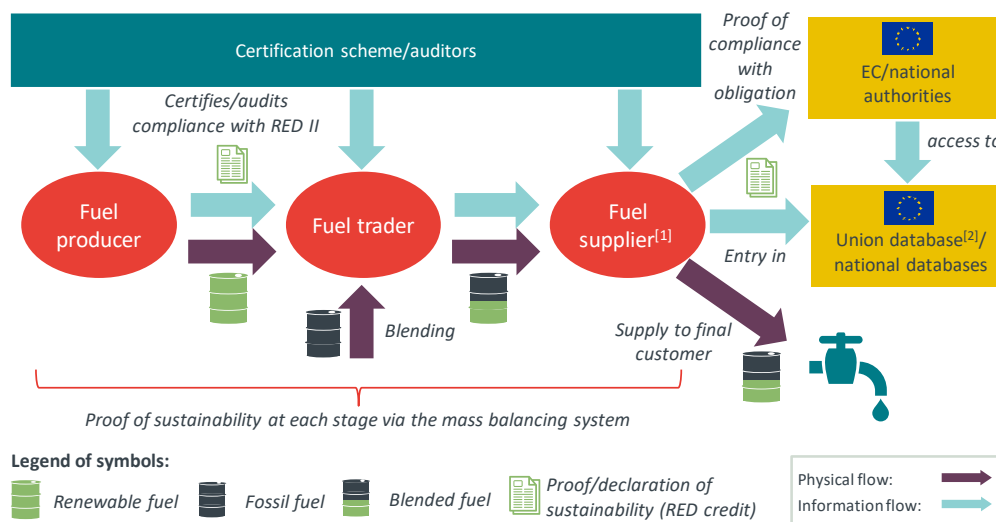 Certification scheme/auditors
Proof of
compliance
with
obligation
EC/national
authorities
Certifies/audits
compliance with RED II
access to
Fuel
producer
Fuel trader
Fuel
supplier[1]
Union database[2]/
national databases
Entry in
Blending
Supply to final
customer
Proof of sustainability at each stage via the mass balancing system
Legend of symbols:
Renewable fuel
Fossil fuel
Blended fuel
Proof/declaration of
sustainability (RED credit)
Physical flow:
Information flow: